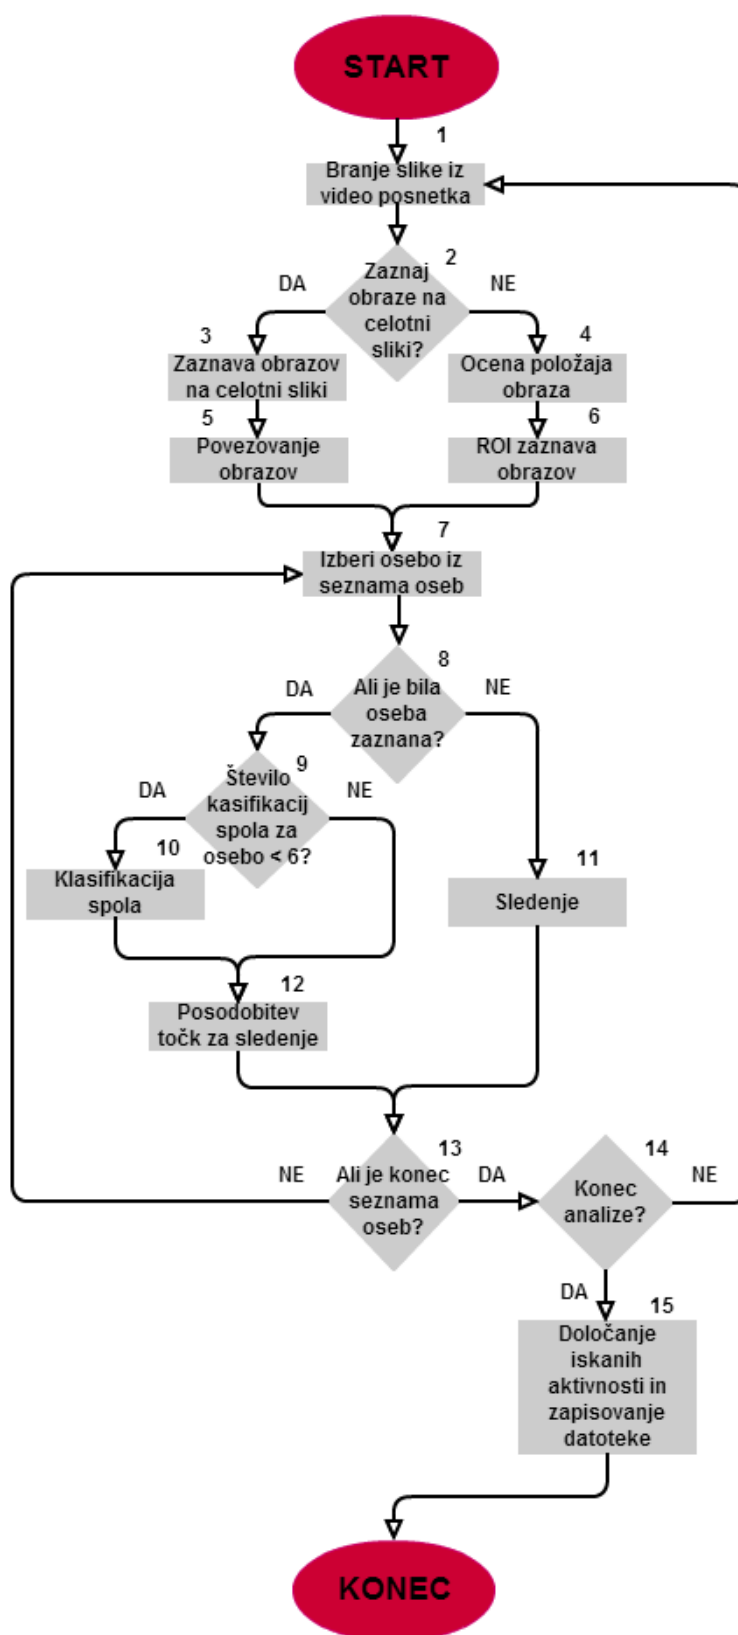 START
1
Branje slike iz
video posnetka
2
Zaznaj
obraze na
celotni
sliki?
DA
NE
3
Zaznava obrazov
na celotni sliki
4
Ocena položaja
obraza
5
Povezovanje
obrazov
6
ROI zaznava
obrazov
7
Izberi osebo iz
seznama oseb
8
Ali je bila
oseba
zaznana?
DA
NE
9
Število
kasifikacij
spola za
osebo < 6?
DA
NE
10
Klasifikacija
spola
11
Sledenje
12
Posodobitev
točk za sledenje
13
Ali je konec
seznama
oseb?
NE
DA
14
Konec
analize?
NE
DA
15
Določanje
iskanih
aktivnosti in
zapisovanje
datoteke
KONEC